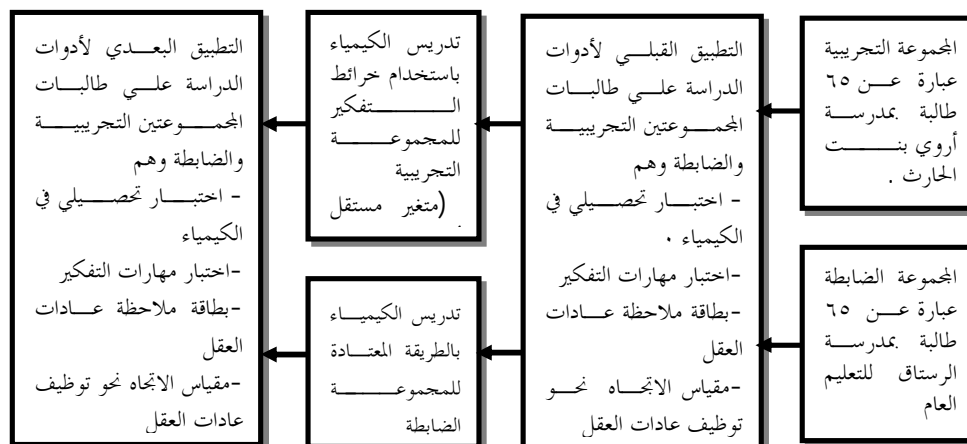 المجموعة التجريبية
عبارة عن ٦٥
طالبة بمدرسة
أروي بنت
الحارث .
المجموعة الضابطة
عبارة عن ٦٥
طالبة بمدرسة
الرستاق للتعليم
العام
التطبيق القبلي لأدوات
الدراسة علي طالبات
المجموعتين التجريبية
والضابطة وهم
- اختبار تحصيلي في
الكيمياء .
-اختبار مهارات التفكير
-بطاقة ملاحظة عادات
العقل
-مقياس الاتجاه نحو
توظيف عادات العقل
تدريس الكيمياء
باستخدام خرائط
التفكير
للمجموعة
التجريبية
(متغير مستقل
.
تدريس الكيمياء
بالطريقة المعتادة
للمجموعة
الضابطة
التطبيق البعدي لأدوات
الدراسة علي طالبات
المجموعتين التجريبية
والضابطة وهم
- اختبار تحصيلي في
الكيمياء
-اختبار مهارات التفكير
-بطاقة ملاحظة عادات
العقل
-مقياس الاتجاه نحو توظيف
عادات العقل